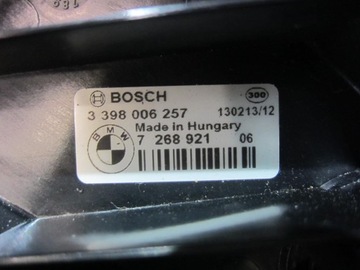 BOSCH 300
3 398 006 257 130213/12
Made in Hungary
BMW 7 268 921 06